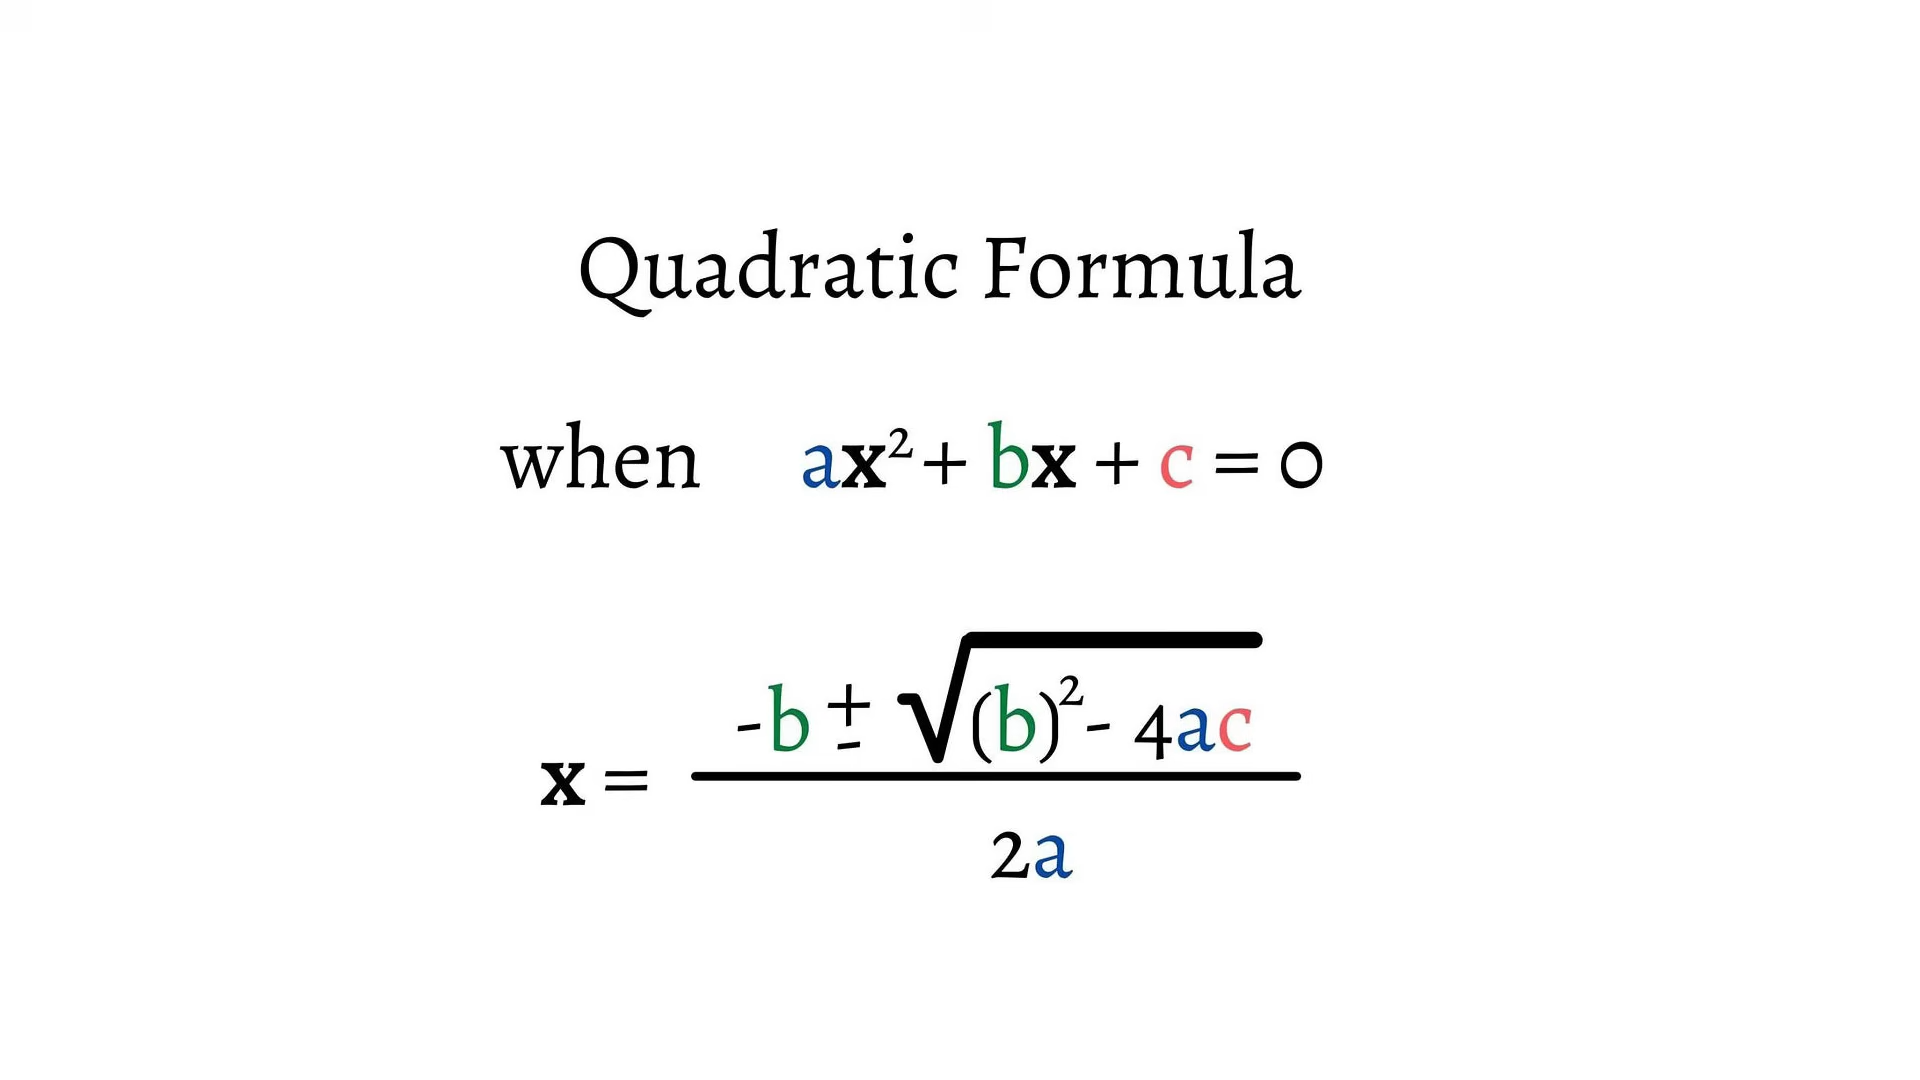 Quadratic Formula
when ax²+ bx + c = 0
x = -b ± √(b)²- 4ac
2a